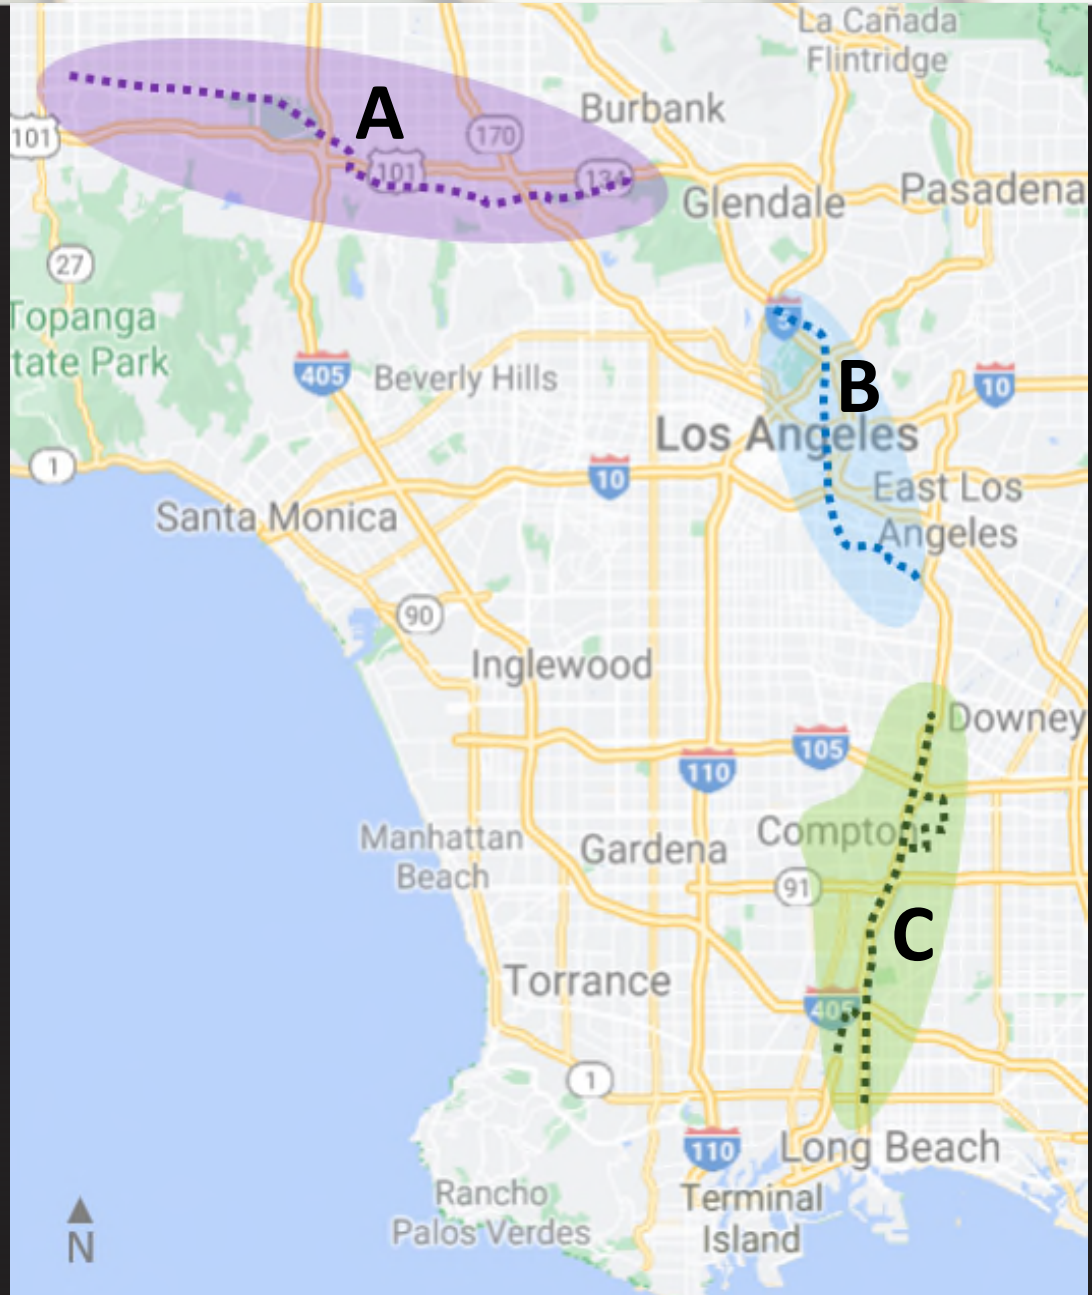 La Cañada
Flintridge
A
Burbank
170
101
101
134
Pasadena
Glendale
27
Topanga
tate Park
5
405
Beverly Hills
B
10
Los Angeles
1
10
East Los
Angeles
Santa Monica
90
Inglewood
Downey
105
110
Compton
Manhattan
Beach
Gardena
91
C
Torrance
405
1
110
Long Beach
Rancho
Palos Verdes
Terminal
Island
N